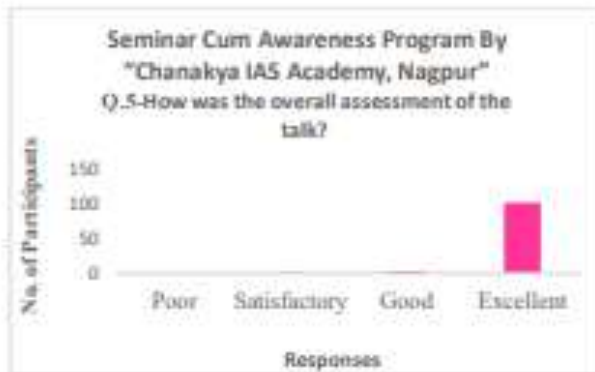 Seminar Cum Awareness Program By
"Chanakya IAS Academy, Nagpur"
Q.5-How was the overall assessment of the
talk?
No. of Participants
150
100
50
0
Poor Satisfactory Good Excellent
Responses